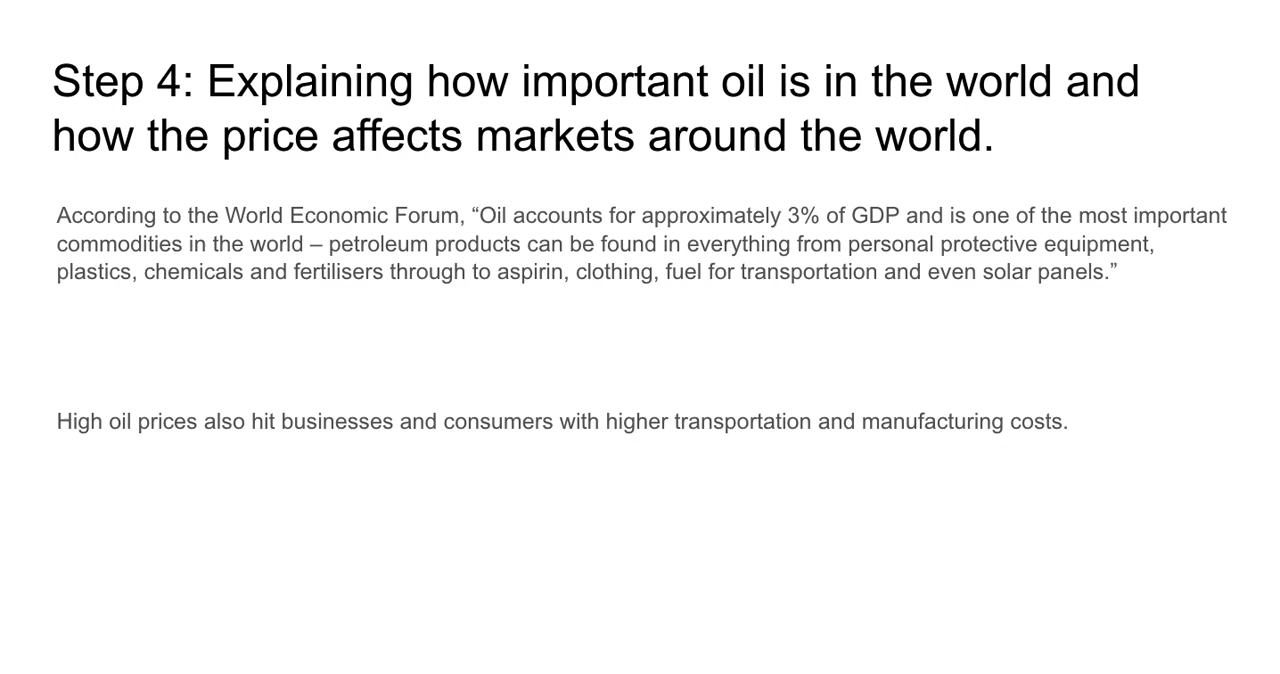 Step 4: Explaining how important oil is in the world and
how the price affects markets around the world.
According to the World Economic Forum, “Oil accounts for approximately 3% of GDP and is one of the most important
commodities in the world – petroleum products can be found in everything from personal protective equipment,
plastics, chemicals and fertilisers through to aspirin, clothing, fuel for transportation and even solar panels.”
High oil prices also hit businesses and consumers with higher transportation and manufacturing costs.